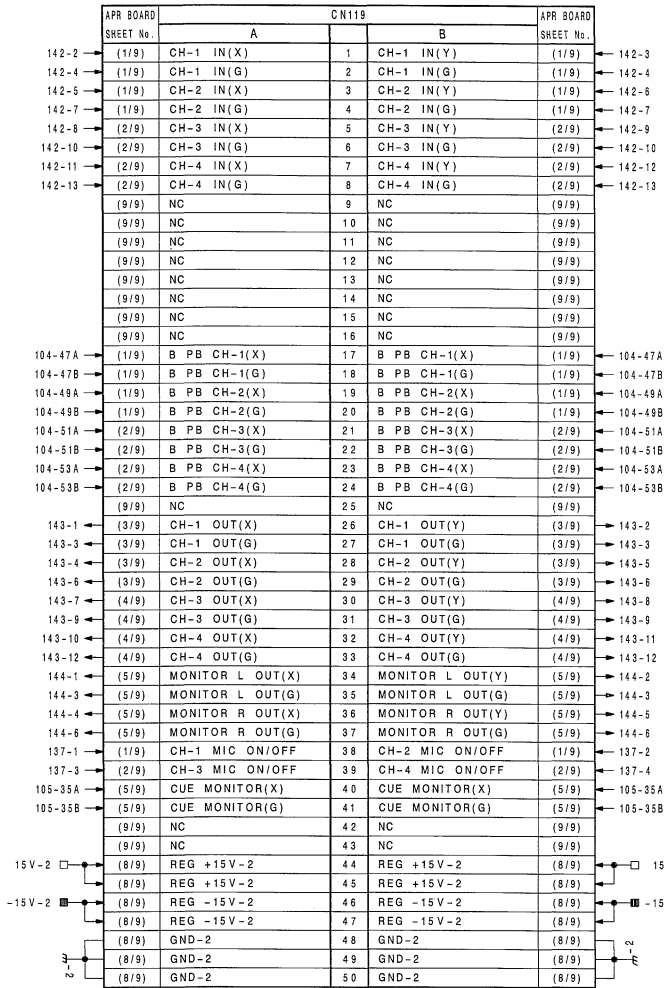 APR BOARD CN119 APR BOARD
SHEET No. A B SHEET No.
142-2 (1/9) CH-1 IN(X) 1 CH-1 IN(Y) (1/9) 142-3
142-4 (1/9) CH-1 IN(G) 2 CH-1 IN(G) (1/9) 142-4
142-5 (1/9) CH-2 IN(X) 3 CH-2 IN(Y) (1/9) 142-6
142-7 (1/9) CH-2 IN(G) 4 CH-2 IN(G) (1/9) 142-7
142-8 (2/9) CH-3 IN(X) 5 CH-3 IN(Y) (2/9) 142-9
142-10 (2/9) CH-3 IN(G) 6 CH-3 IN(G) (2/9) 142-10
142-11 (2/9) CH-4 IN(X) 7 CH-4 IN(Y) (2/9) 142-12
142-13 (2/9) CH-4 IN(G) 8 CH-4 IN(G) (2/9) 142-13
(9/9) NC 9 NC (9/9)
(9/9) NC 10 NC (9/9)
(9/9) NC 11 NC (9/9)
(9/9) NC 12 NC (9/9)
(9/9) NC 13 NC (9/9)
(9/9) NC 14 NC (9/9)
(9/9) NC 15 NC (9/9)
(9/9) NC 16 NC (9/9)
104-47A (1/9) B PB CH-1(X) 17 B PB CH-1(X) (1/9) 104-47A
104-47B (1/9) B PB CH-1(G) 18 B PB CH-1(G) (1/9) 104-47B
104-49A (1/9) B PB CH-2(X) 19 B PB CH-2(X) (1/9) 104-49A
104-49B (1/9) B PB CH-2(G) 20 B PB CH-2(G) (1/9) 104-49B
104-51A (2/9) B PB CH-3(X) 21 B PB CH-3(X) (2/9) 104-51A
104-51B (2/9) B PB CH-3(G) 22 B PB CH-3(G) (2/9) 104-51B
104-53A (2/9) B PB CH-4(X) 23 B PB CH-4(X) (2/9) 104-53A
104-53B (2/9) B PB CH-4(G) 24 B PB CH-4(G) (2/9) 104-53B
(9/9) NC 25 NC (9/9)
143-1 (3/9) CH-1 OUT(X) 26 CH-1 OUT(Y) (3/9) 143-2
143-3 (3/9) CH-1 OUT(G) 27 CH-1 OUT(G) (3/9) 143-3
143-4 (3/9) CH-2 OUT(X) 28 CH-2 OUT(Y) (3/9) 143-5
143-6 (3/9) CH-2 OUT(G) 29 CH-2 OUT(G) (3/9) 143-6
143-7 (4/9) CH-3 OUT(X) 30 CH-3 OUT(Y) (4/9) 143-8
143-9 (4/9) CH-3 OUT(G) 31 CH-3 OUT(G) (4/9) 143-9
143-10 (4/9) CH-4 OUT(X) 32 CH-4 OUT(Y) (4/9) 143-11
143-12 (4/9) CH-4 OUT(G) 33 CH-4 OUT(G) (4/9) 143-12
144-1 (5/9) MONITOR L OUT(X) 34 MONITOR L OUT(Y) (5/9) 144-2
144-3 (5/9) MONITOR L OUT(G) 35 MONITOR L OUT(G) (5/9) 144-3
144-4 (5/9) MONITOR R OUT(X) 36 MONITOR R OUT(Y) (5/9) 144-5
144-6 (5/9) MONITOR R OUT(G) 37 MONITOR R OUT(G) (5/9) 144-6
137-1 (1/9) CH-1 MIC ON/OFF 38 CH-2 MIC ON/OFF (1/9) 137-2
137-3 (2/9) CH-3 MIC ON/OFF 39 CH-4 MIC ON/OFF (2/9) 137-4
105-35A (5/9) CUE MONITOR(X) 40 CUE MONITOR(X) (5/9) 105-35A
105-35B (5/9) CUE MONITOR(G) 41 CUE MONITOR(G) (5/9) 105-35B
(9/9) NC 42 NC (9/9)
(9/9) NC 43 NC (9/9)
15V-2 (8/9) REG +15V-2 44 REG +15V-2 (8/9) 15
(8/9) REG +15V-2 45 REG +15V-2 (8/9)
-15V-2 (8/9) REG -15V-2 46 REG -15V-2 (8/9) -15
(8/9) REG -15V-2 47 REG -15V-2 (8/9)
(8/9) GND-2 48 GND-2 (8/9) 2
(8/9) GND-2 49 GND-2 (8/9)
-2 (8/9) GND-2 50 GND-2 (8/9)